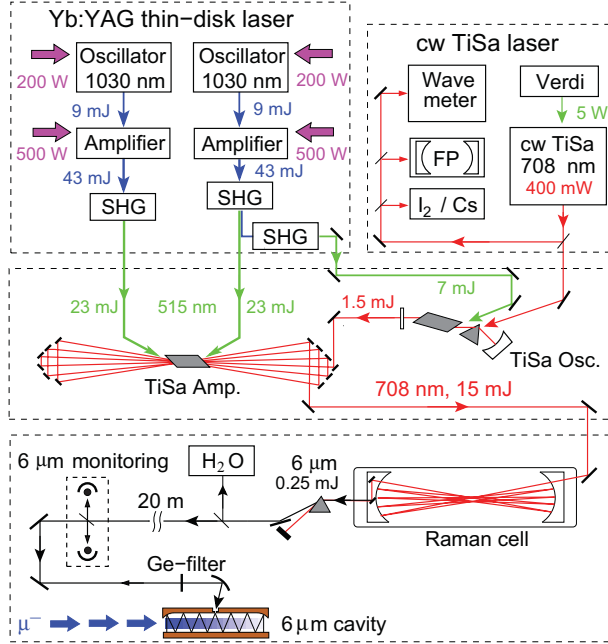 Yb:YAG thin−disk laser
Oscillator
1030 nm
Oscillator
1030 nm
200 W
200 W
9 mJ
9 mJ
Amplifier
Amplifier
500 W
500 W
43 mJ
43 mJ
SHG
SHG
SHG
cw TiSa laser
Wave
meter
Verdi
5 W
FP
cw TiSa
708 nm
400 mW
I2 / Cs
23 mJ
515 nm
23 mJ
7 mJ
1.5 mJ
TiSa Osc.
TiSa Amp.
708 nm, 15 mJ
6 µm monitoring
H2O
6 µm
0.25 mJ
20 m
Raman cell
Ge−filter
µ−
6 µm cavity